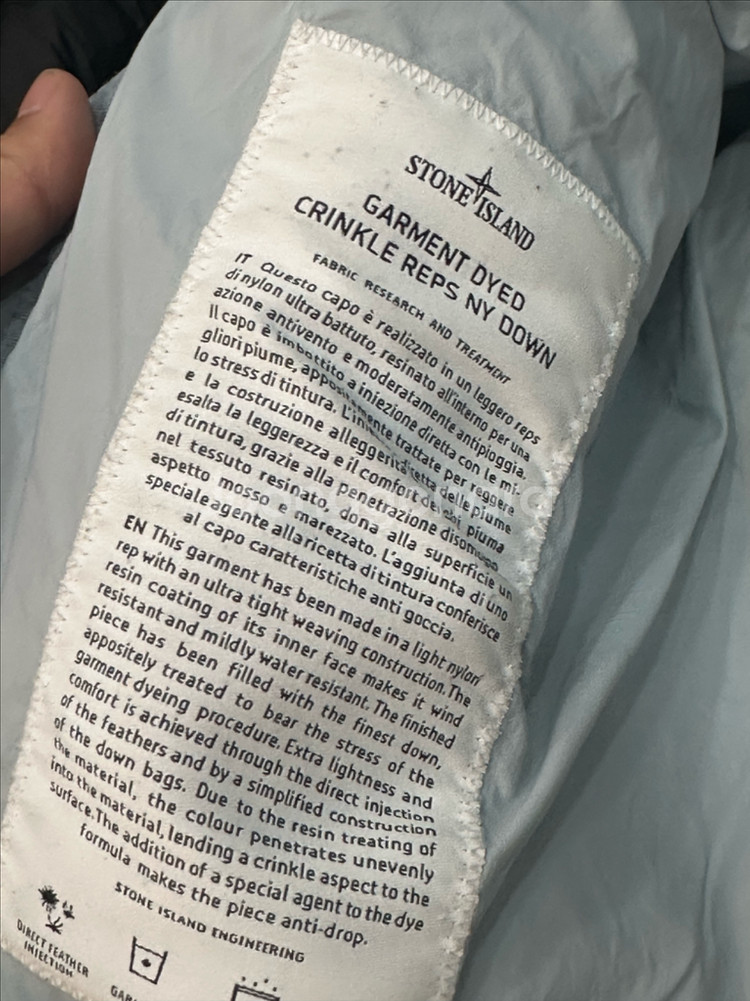 STONE ISLAND
GARMENT DYED
CRINKLE REPS NY DOWN
FABRIC RESEARCH AND TREATMENT
IT Questo capo è realizzato in un leggero reps
di nylon ultra battuto, resinato all'interno per una
azione antivento e moderatamente antipioggia.
Il capo è imbottito a iniezione diretta con le mi-
gliori piume, appositamente trattate per reggere
lo stress di tintura. L'iniezione diretta delle piume
e la costruzione alleggerita dei piuma
esalta la leggerezza e il comfort. La
di tintura, grazie alla penetrazione disomogenea
nel tessuto resinato, dona alla superficie un
aspetto mosso e marezzato. L'aggiunta di uno
speciale agente alla ricetta di tintura conferisce
al capo caratteristiche anti goccia.
EN This garment has been made in a light nylon
rep with an ultra tight weaving construction. The
resin coating of its inner face makes it wind
resistant and mildly water resistant. The finished
piece has been filled with the finest down,
appositely treated to bear the stress of the
garment dyeing procedure. Extra lightness and
comfort is achieved through the direct injection
of the feathers and by a simplified construction
of the down bags. Due to the resin treating of
the material, the colour penetrates unevenly
into the material, lending a crinkle aspect to the
surface. The addition of a special agent to the dye
formula makes the piece anti-drop.
STONE ISLAND ENGINEERING
DIRECT FEATHER
INJECTION